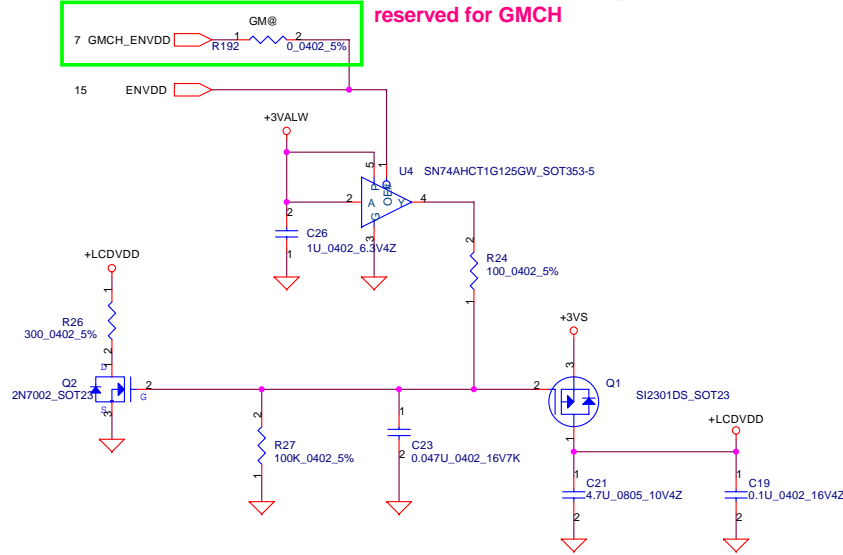 reserved for GMCH
GM@
7 GMCH_ENVDD
1
2
R192
0_0402_5%
15 ENVDD
+3VALW
5
1
U4 SN74AHCT1G125GW_SOT353-5
P
2
A
Y
4
G
3
2
C26
1U_0402_6.3V4Z
1
2
R24
100_0402_5%
1
+LCDVDD
1
R26
300_0402_5%
2
1
D
Q2
2N7002_SOT23
2
G
S
3
+3VS
3
2
Q1
SI2301DS_SOT23
1
+LCDVDD
2
R27
100K_0402_5%
1
1
C23
0.047U_0402_16V7K
2
1
C21
4.7U_0805_10V4Z
2
1
C19
0.1U_0402_16V4Z
2